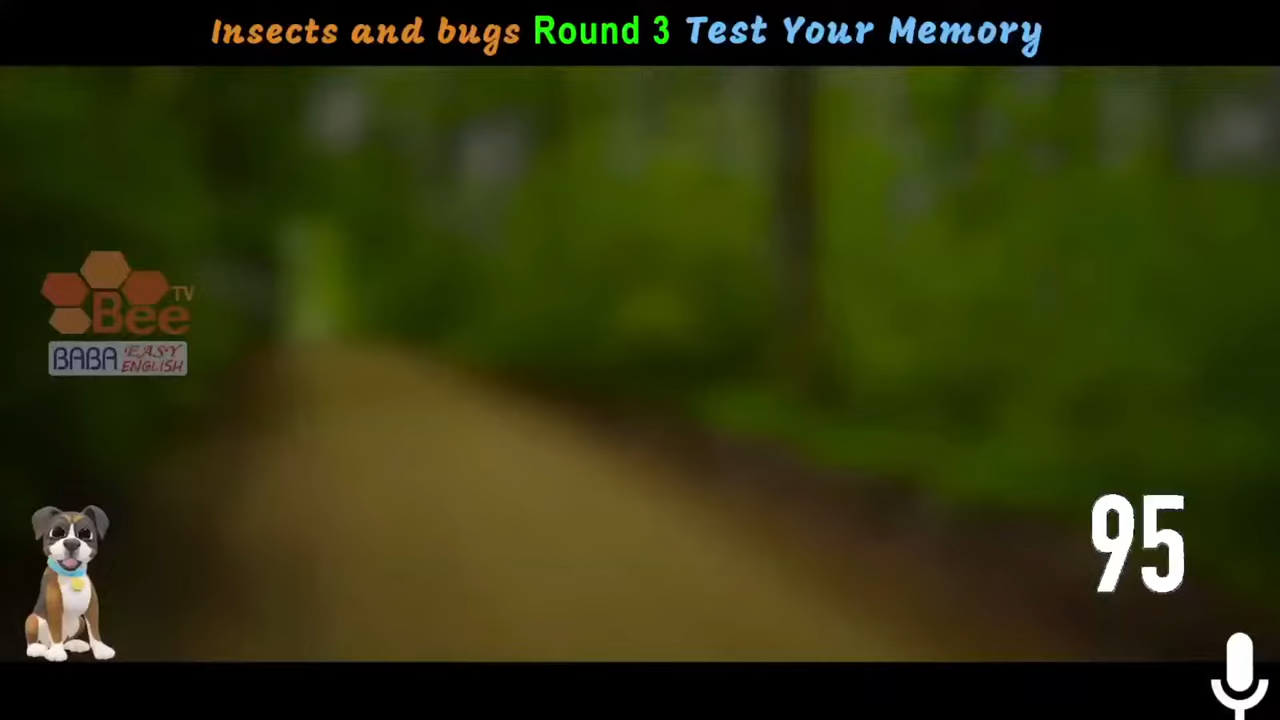 Insects and bugs Round 3 Test Your Memory
TV
Bee
BABA EASY ENGLISH
95